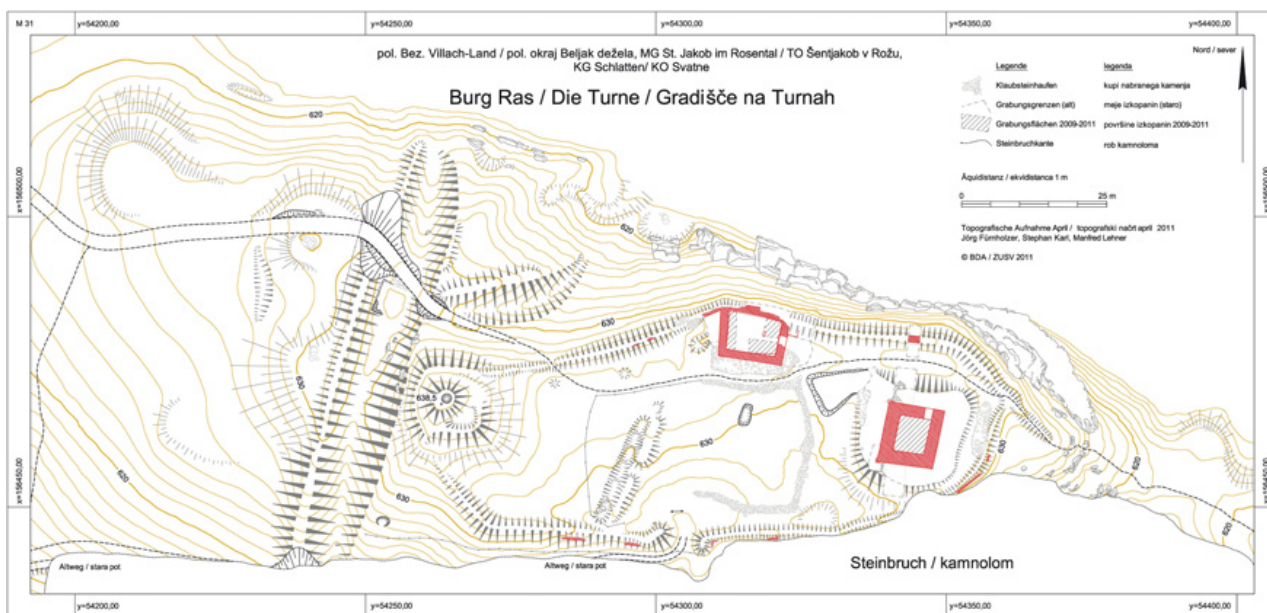 M 31
y=54200,00
y=54250,00
y=54300,00
y=54350,00
y=54400,00
pol. Bez. Villach-Land / pol. okraj Beljak dežela, MG St. Jakob im Rosental / TO Šentjakob v Rožu,
KG Schlatten/ KO Svatne
Burg Ras / Die Turne / Gradišče na Turnah
Nord / sever
Legende
legenda
Klaubsteinhaufen
kupi nabranega kamenja
Grabungsgrenzen (alt)
meje izkopanin (staro)
Grabungsflächen 2009-2011
površine izkopanin 2009-2011
Steinbruchkante
rob kamnoloma
Äquidistanz / ekvidistanca 1 m
0
25 m
Topografische Aufnahme April / topografski načrt april 2011
Jörg Fürnholzer, Stephan Karl, Manfred Lehner
© BDA / ZUSV 2011
x=156500,00
x=156500,00
620
620
630
638,5
630
630
630
630
620
620
x=156450,00
x=156450,00
Altweg / stara pot
Altweg / stara pot
Steinbruch / kamnolom
y=54200,00
y=54250,00
y=54300,00
y=54350,00
y=54400,00